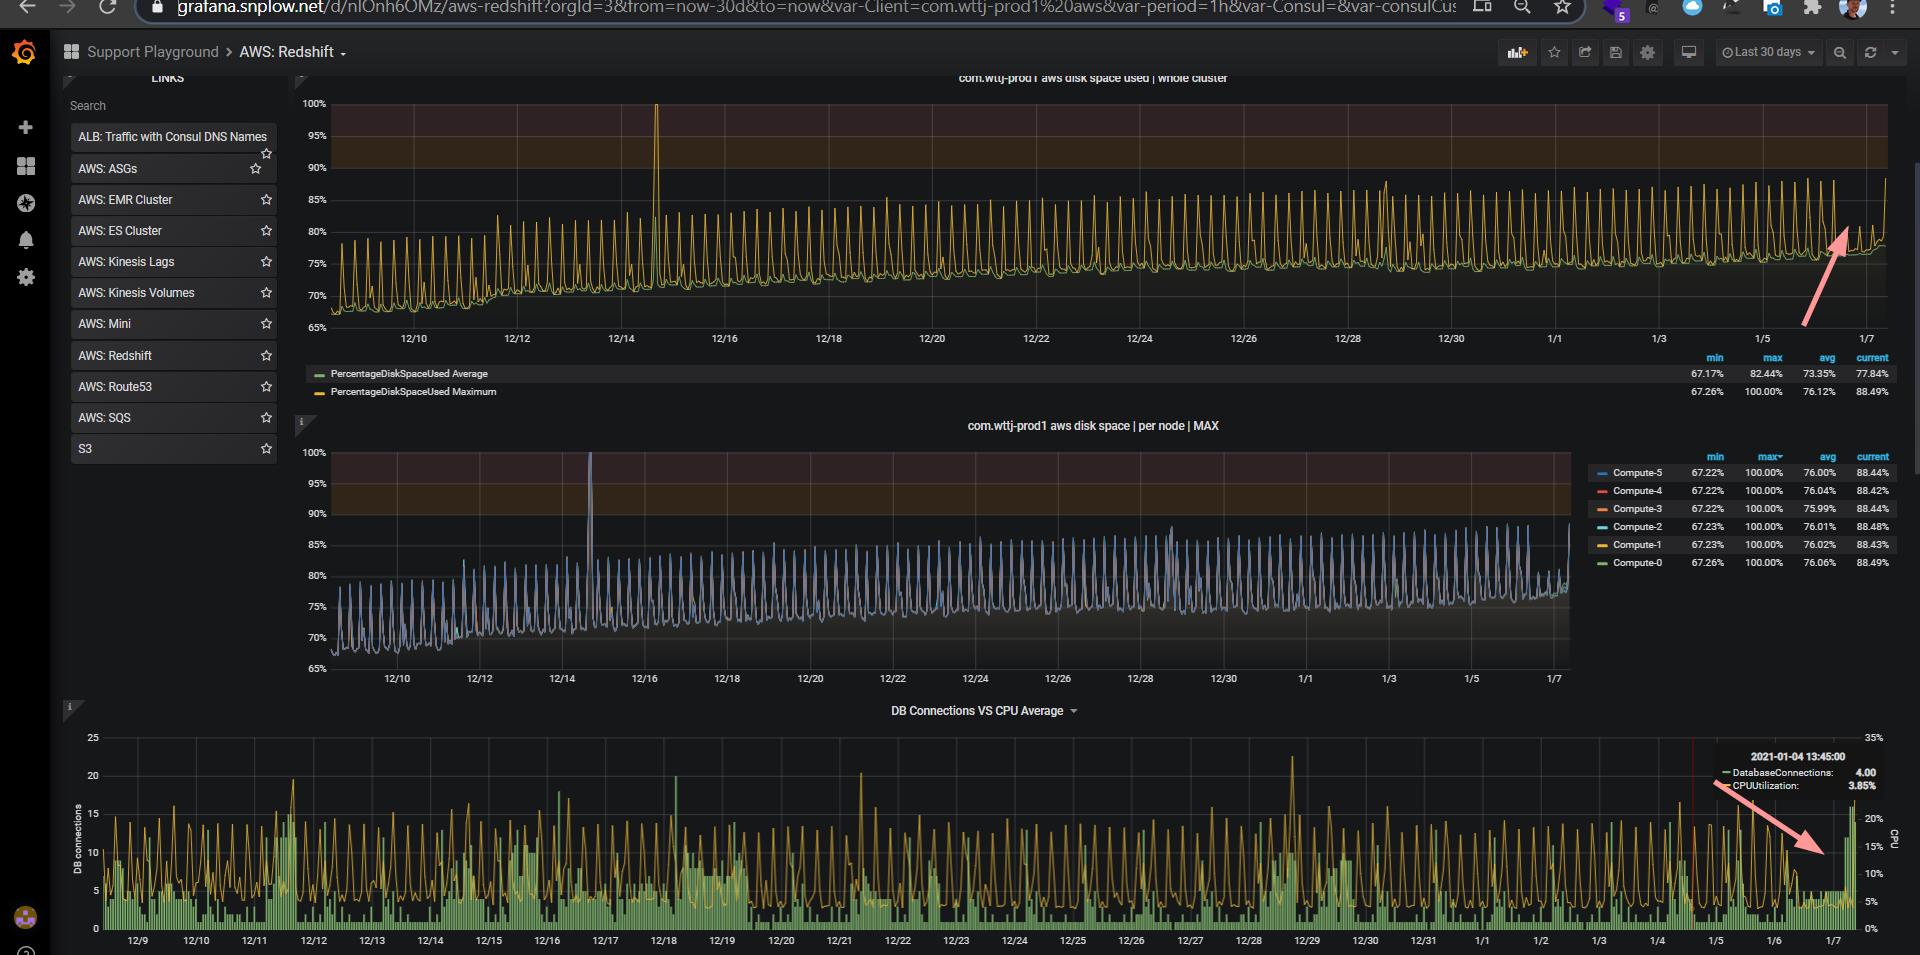 grafana.snplow.net/d/nIOnh6OMz/aws-redshift?orgId=3&from=now-30d&to=now&var-Client=com.wttj-prod1%20aws&var-period=1h&var-Consul=&var-consulCus
5
Support Playground > AWS: Redshift
Last 30 days
LINKS
Search
ALB: Traffic with Consul DNS Names
AWS: ASGs
AWS: EMR Cluster
AWS: ES Cluster
AWS: Kinesis Lags
AWS: Kinesis Volumes
AWS: Mini
AWS: Redshift
AWS: Route53
AWS: SQS
S3
com.wttj-prod1 aws disk space used | whole cluster
100%
95%
90%
85%
80%
75%
70%
65%
12/10 12/12 12/14 12/16 12/18 12/20 12/22 12/24 12/26 12/28 12/30 1/1 1/3 1/5 1/7
min max avg current
PercentageDiskSpaceUsed Average 67.17% 82.44% 73.35% 77.84%
PercentageDiskSpaceUsed Maximum 67.26% 100.00% 76.12% 88.49%
com.wttj-prod1 aws disk space | per node | MAX
100%
95%
90%
85%
80%
75%
70%
65%
12/10 12/12 12/14 12/16 12/18 12/20 12/22 12/24 12/26 12/28 12/30 1/1 1/3 1/5 1/7
min max avg current
Compute-5 67.22% 100.00% 76.00% 88.44%
Compute-4 67.22% 100.00% 76.04% 88.42%
Compute-3 67.22% 100.00% 75.99% 88.44%
Compute-2 67.23% 100.00% 76.01% 88.48%
Compute-1 67.23% 100.00% 76.02% 88.43%
Compute-0 67.26% 100.00% 76.06% 88.49%
DB Connections VS CPU Average
DB connections
25
20
15
10
5
0
12/9 12/10 12/11 12/12 12/13 12/14 12/15 12/16 12/17 12/18 12/19 12/20 12/21 12/22 12/23 12/24 12/25 12/26 12/27 12/28 12/29 12/30 12/31 1/1 1/2 1/3 1/4 1/5 1/6 1/7
35%
20%
15%
10%
5%
0%
CPU
2021-01-04 13:45:00
DatabaseConnections: 4.00
CPUUtilization: 3.85%